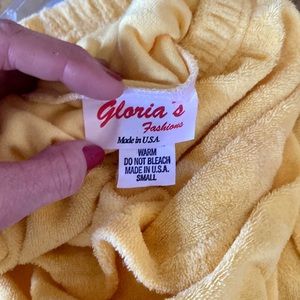 Gloria's
Fashions
Made in U.S.A.
WARM
DO NOT BLEACH
MADE IN U.S.A.
SMALL